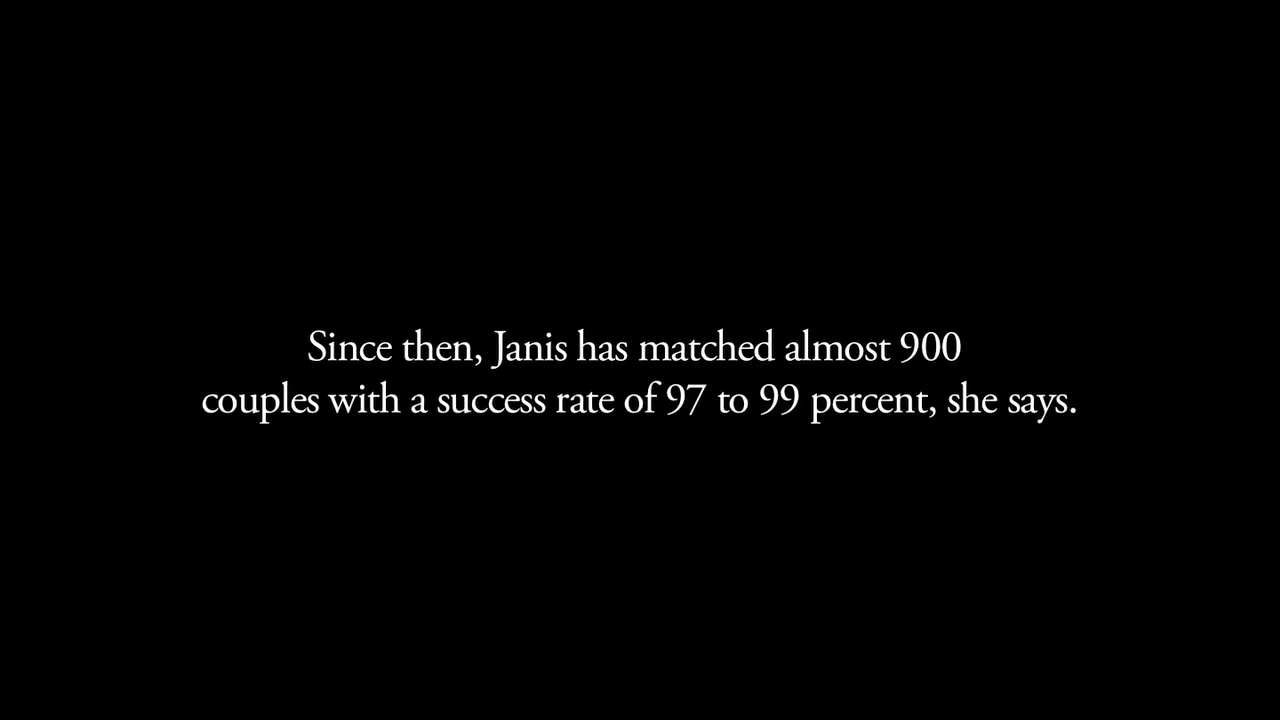 Since then, Janis has matched almost 900
couples with a success rate of 97 to 99 percent, she says.